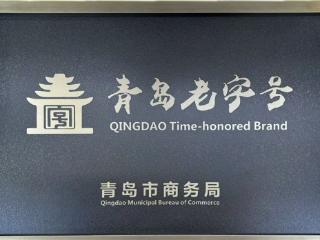 青岛老字号
QINGDAO Time-honored Brand
青岛市商务局
Qingdao Municipal Bureau of Commerce